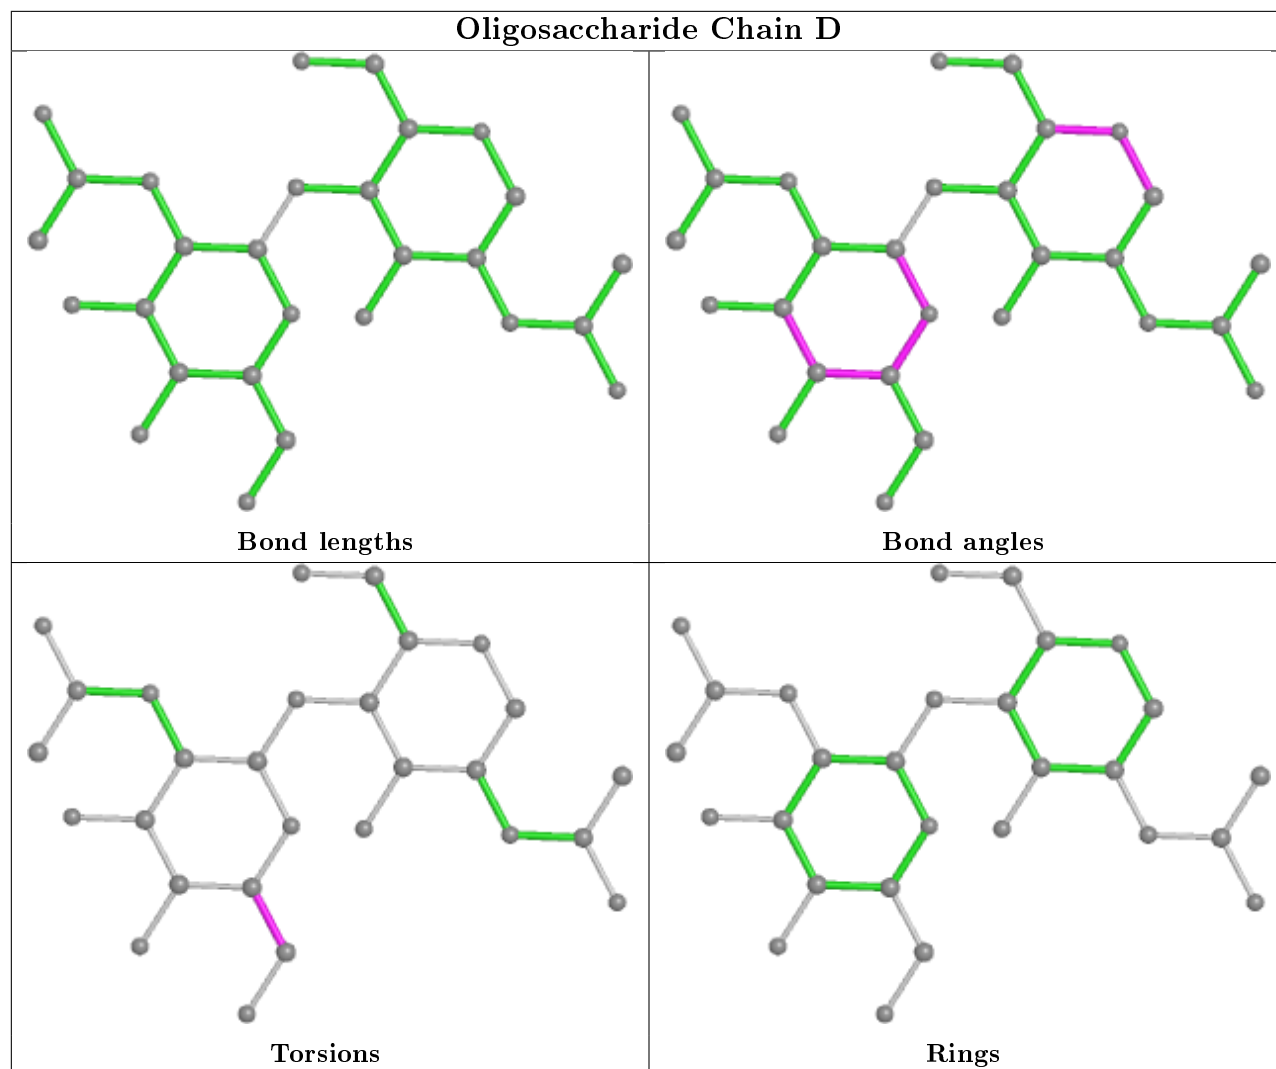 Oligosaccharide Chain D
Bond lengths
Bond angles
Torsions
Rings